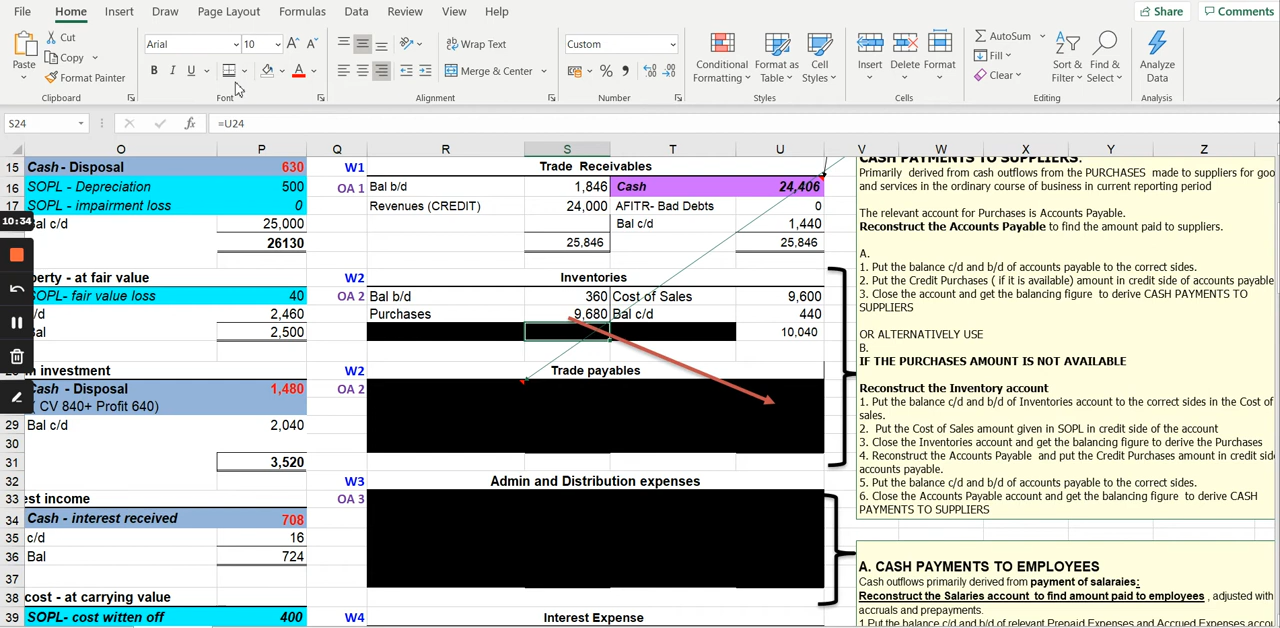 File Home Insert Draw Page Layout Formulas Data Review View Help Share Comments
Paste Cut Copy Format Painter Clipboard
Arial 10 A A B I U A Font
Wrap Text Merge & Center Alignment
Custom % Number
Conditional Formatting Format as Table Cell Styles Styles
Insert Delete Format Cells
AutoSum Fill Clear Sort & Filter Find & Select Editing
Analyze Data Analysis
S24 fx =U24
O P Q R S T U V W X Y Z
15 Cash - Disposal 630 W1 Trade Receivables
16 SOPL - Depreciation 500 OA 1 Bal b/d 1,846 Cash 24,406
17 SOPL - impairment loss 0 Revenues (CREDIT) 24,000 AFITR- Bad Debts 0
10:34 Bal c/d 25,000 Bal c/d 1,440
26130 25,846 25,846
perty - at fair value W2 Inventories
SOPL- fair value loss 40 OA 2 Bal b/d 360 Cost of Sales 9,600
/d 2,460 Purchases 9,680 Bal c/d 440
al 2,500 10,040
n investment W2 Trade payables
Cash - Disposal 1,480 OA 2
( CV 840+ Profit 640)
29 Bal c/d 2,040
30
31 3,520
32 W3 Admin and Distribution expenses
33 est income OA 3
34 Cash - interest received 708
35 c/d 16
36 Bal 724
37
38 cost - at carrying value
39 SOPL- cost witten off 400 W4 Interest Expense
CASH PAYMENTS TO SUPPLIERS:
Primarily derived from cash outflows from the PURCHASES made to suppliers for goo
and services in the ordinary course of business in current reporting period
The relevant account for Purchases is Accounts Payable.
Reconstruct the Accounts Payable to find the amount paid to suppliers.
A.
1. Put the balance c/d and b/d of accounts payable to the correct sides.
2. Put the Credit Purchases ( if it is available) amount in credit side of accounts payable
3. Close the account and get the balancing figure to derive CASH PAYMENTS TO
SUPPLIERS
OR ALTERNATIVELY USE
B.
IF THE PURCHASES AMOUNT IS NOT AVAILABLE
Reconstruct the Inventory account
1. Put the balance c/d and b/d of Inventories account to the correct sides in the Cost of
sales.
2. Put the Cost of Sales amount given in SOPL in credit side of the account
3. Close the Inventories account and get the balancing figure to derive the Purchases
4. Reconstruct the Accounts Payable and put the Credit Purchases amount in credit side
accounts payable.
5. Put the balance c/d and b/d of accounts payable to the correct sides.
6. Close the Accounts Payable account and get the balancing figure to derive CASH
PAYMENTS TO SUPPLIERS
A. CASH PAYMENTS TO EMPLOYEES
Cash outflows primarily derived from payment of salaraies:
Reconstruct the Salaries account to find amount paid to employees , adjusted with
accruals and prepayments.
1.Put the balance c/d and b/d of relevant Prepaid Expenses and Accrued Expenses accou